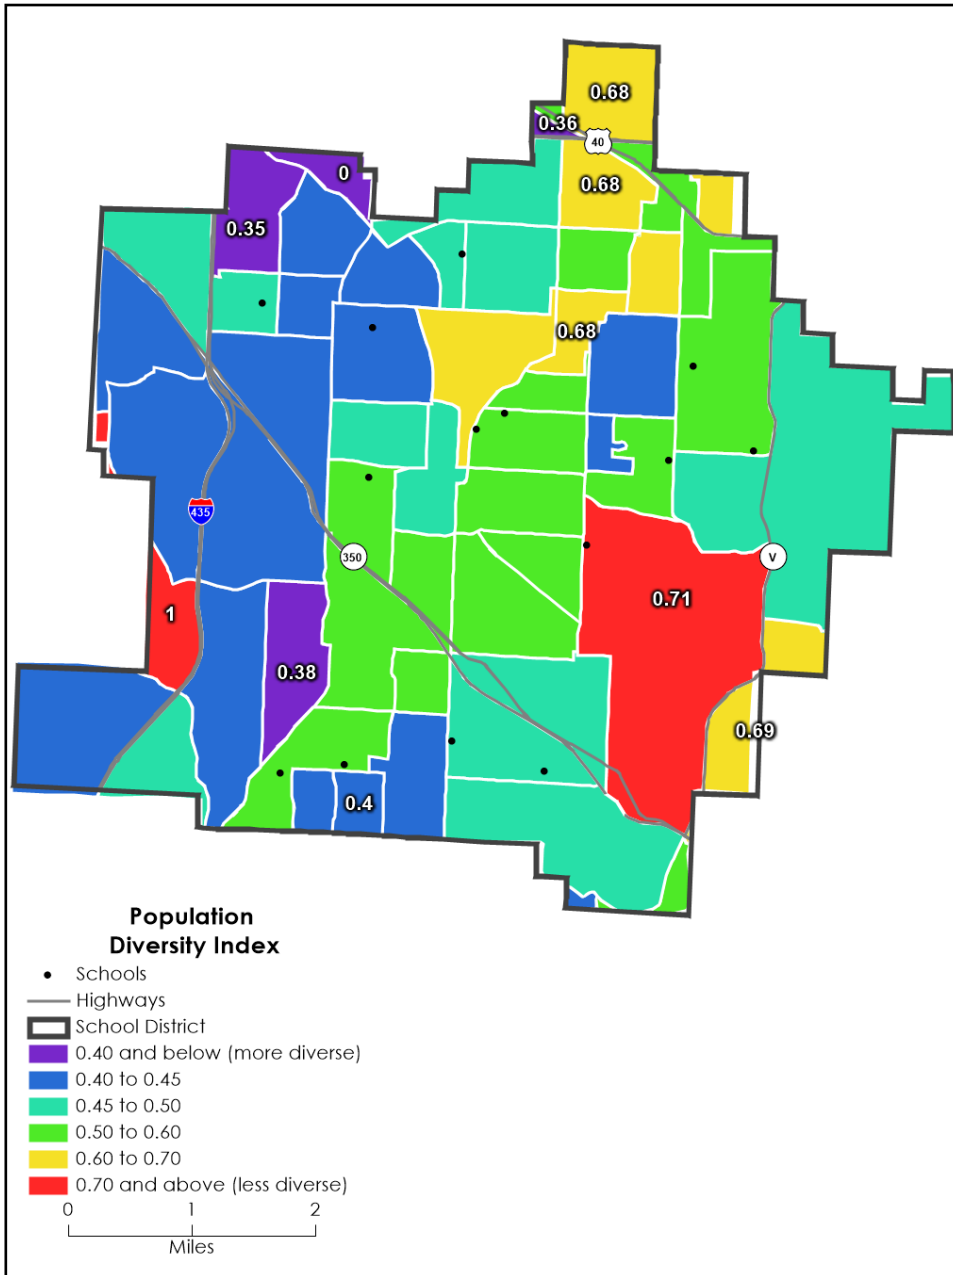 0.68
0.36
40
0
0.68
0.35
0.68
435
350
V
0.71
1
0.38
0.69
0.4
Population
Diversity Index
Schools
Highways
School District
0.40 and below (more diverse)
0.40 to 0.45
0.45 to 0.50
0.50 to 0.60
0.60 to 0.70
0.70 and above (less diverse)
0 1 2
Miles